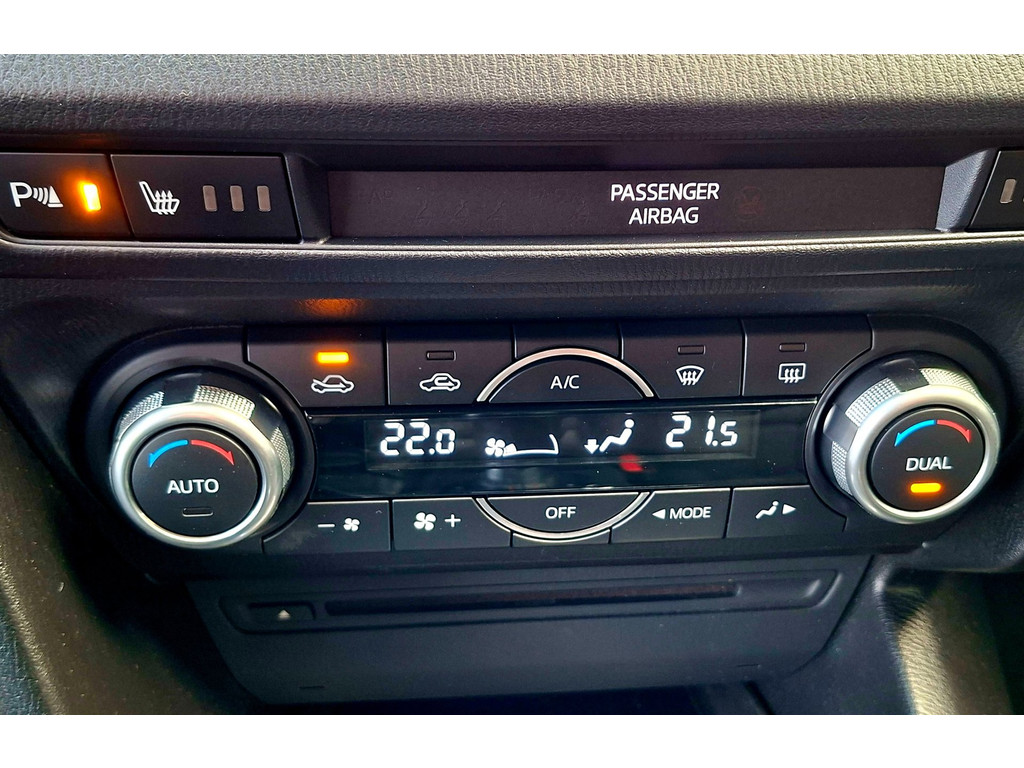 P
PASSENGER
AIRBAG
A/C
22.0
21.5
AUTO
DUAL
- +
OFF
MODE